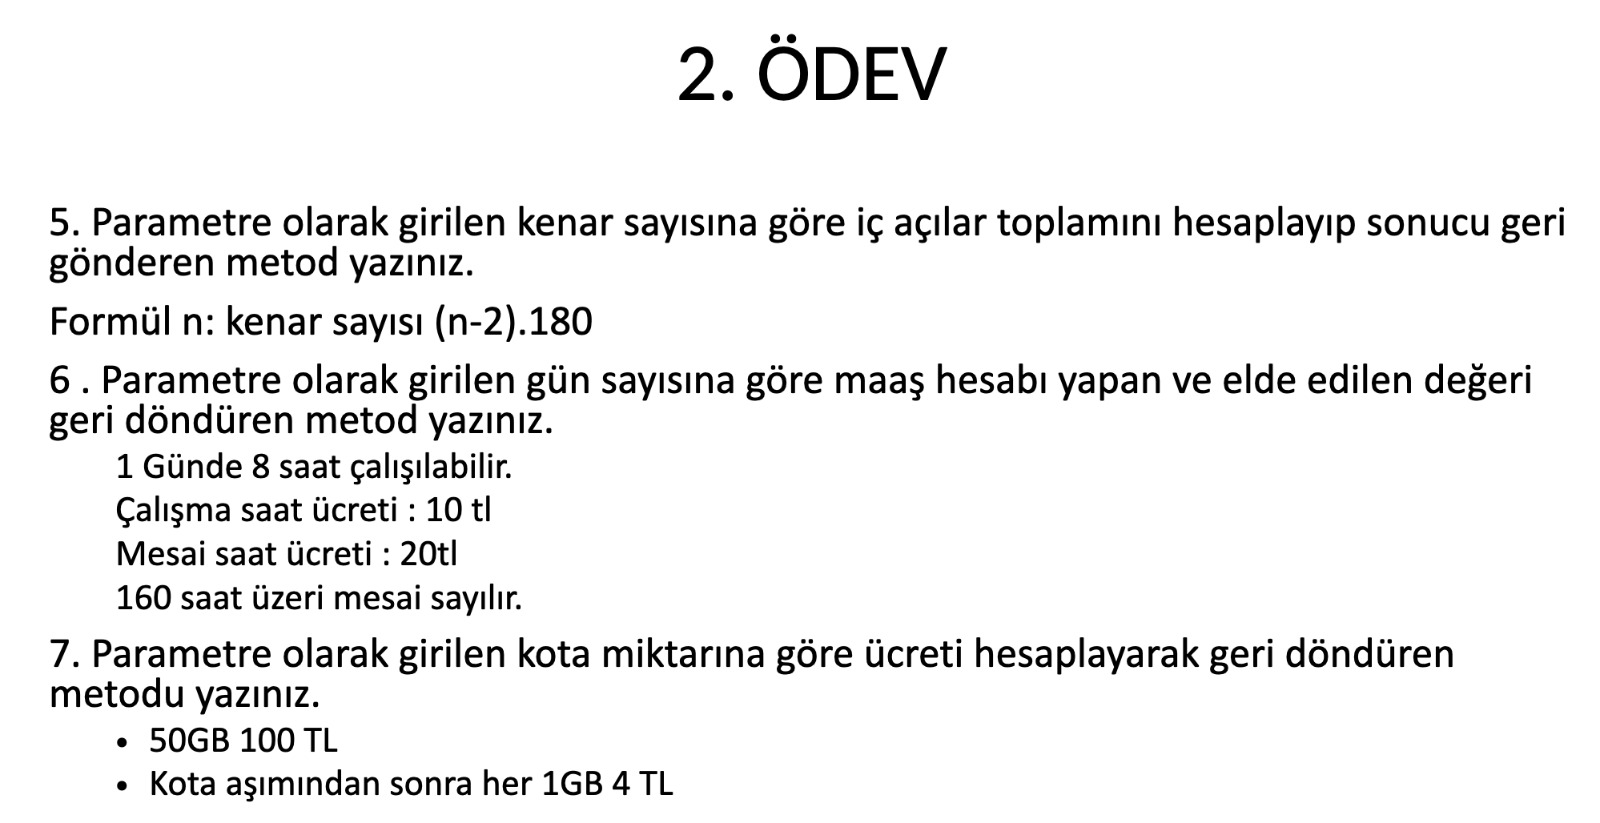 2. ÖDEV
5. Parametre olarak girilen kenar sayısına göre iç açılar toplamını hesaplayıp sonucu geri
gönderen metod yazınız.
Formül n: kenar sayısı (n-2).180
6 . Parametre olarak girilen gün sayısına göre maaş hesabı yapan ve elde edilen değeri
geri döndüren metod yazınız.
1 Günde 8 saat çalışılabilir.
Çalışma saat ücreti : 10 tl
Mesai saat ücreti : 20tl
160 saat üzeri mesai sayılır.
7. Parametre olarak girilen kota miktarına göre ücreti hesaplayarak geri döndüren
metodu yazınız.
• 50GB 100 TL
• Kota aşımından sonra her 1GB 4 TL